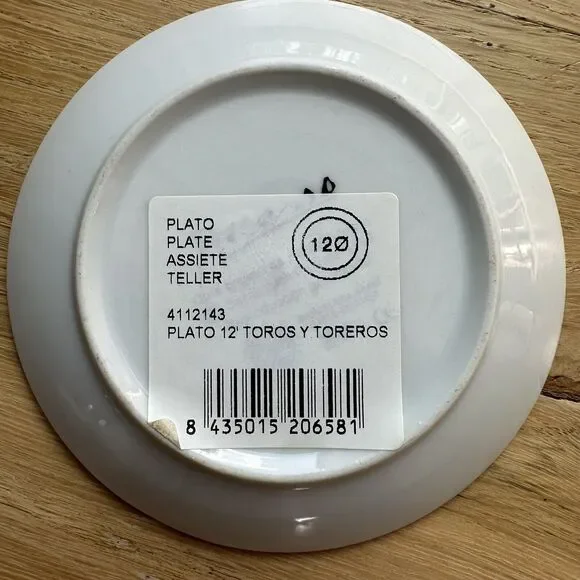 PLATO
PLATE
ASSIETE
TELLER
12Ø
4112143
PLATO 12' TOROS Y TOREROS
8 435015 206581